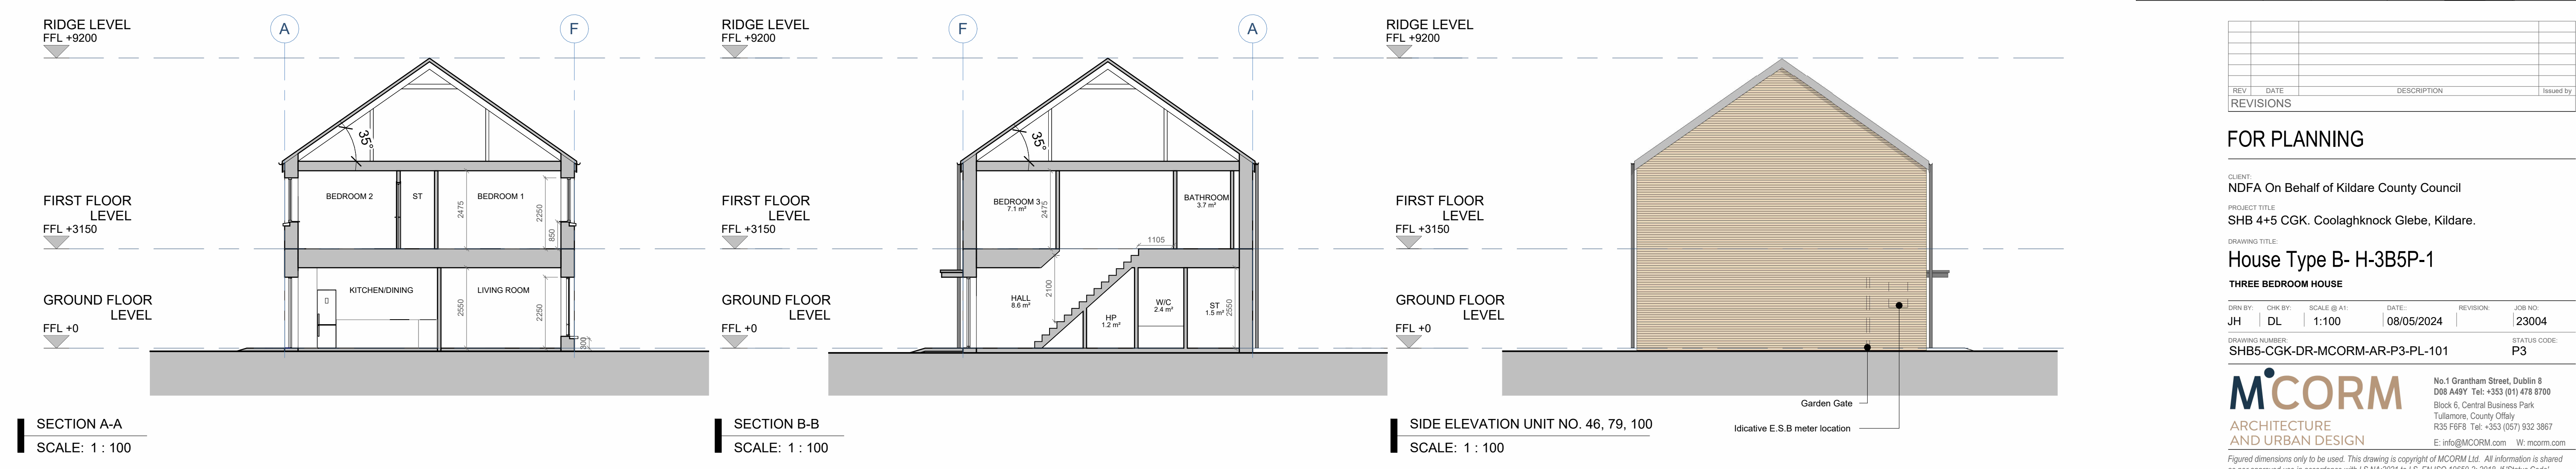 RIDGE LEVEL
FFL +9200
A
F
35°
FIRST FLOOR
LEVEL
FFL +3150
BEDROOM 2
ST
BEDROOM 1
2475
2250
850
GROUND FLOOR
LEVEL
FFL +0
KITCHEN/DINING
LIVING ROOM
2550
2250
300
SECTION A-A
SCALE: 1 : 100
RIDGE LEVEL
FFL +9200
F
A
35°
FIRST FLOOR
LEVEL
FFL +3150
BEDROOM 3
7.1 m²
2475
BATHROOM
3.7 m²
1105
GROUND FLOOR
LEVEL
FFL +0
HALL
8.6 m²
2100
HP
1.2 m²
W/C
2.4 m²
ST
1.5 m²
2550
SECTION B-B
SCALE: 1 : 100
RIDGE LEVEL
FFL +9200
FIRST FLOOR
LEVEL
FFL +3150
GROUND FLOOR
LEVEL
FFL +0
Garden Gate
Idicative E.S.B meter location
SIDE ELEVATION UNIT NO. 46, 79, 100
SCALE: 1 : 100
REV DATE DESCRIPTION Issued by
REVISIONS
FOR PLANNING
CLIENT:
NDFA On Behalf of Kildare County Council
PROJECT TITLE
SHB 4+5 CGK. Coolaghknock Glebe, Kildare.
DRAWING TITLE:
House Type B- H-3B5P-1
THREE BEDROOM HOUSE
DRN BY: CHK BY: SCALE @ A1: DATE:: REVISION: JOB NO:
JH DL 1:100 08/05/2024 23004
DRAWING NUMBER: STATUS CODE:
SHB5-CGK-DR-MCORM-AR-P3-PL-101 P3
MCORM
ARCHITECTURE
AND URBAN DESIGN
No.1 Grantham Street, Dublin 8
D08 A49Y Tel: +353 (01) 478 8700
Block 6, Central Business Park
Tullamore, County Offaly
R35 F6F8 Tel: +353 (057) 932 3867
E: info@MCORM.com W: mcorm.com
Figured dimensions only to be used. This drawing is copyright of MCORM Ltd. All information is shared